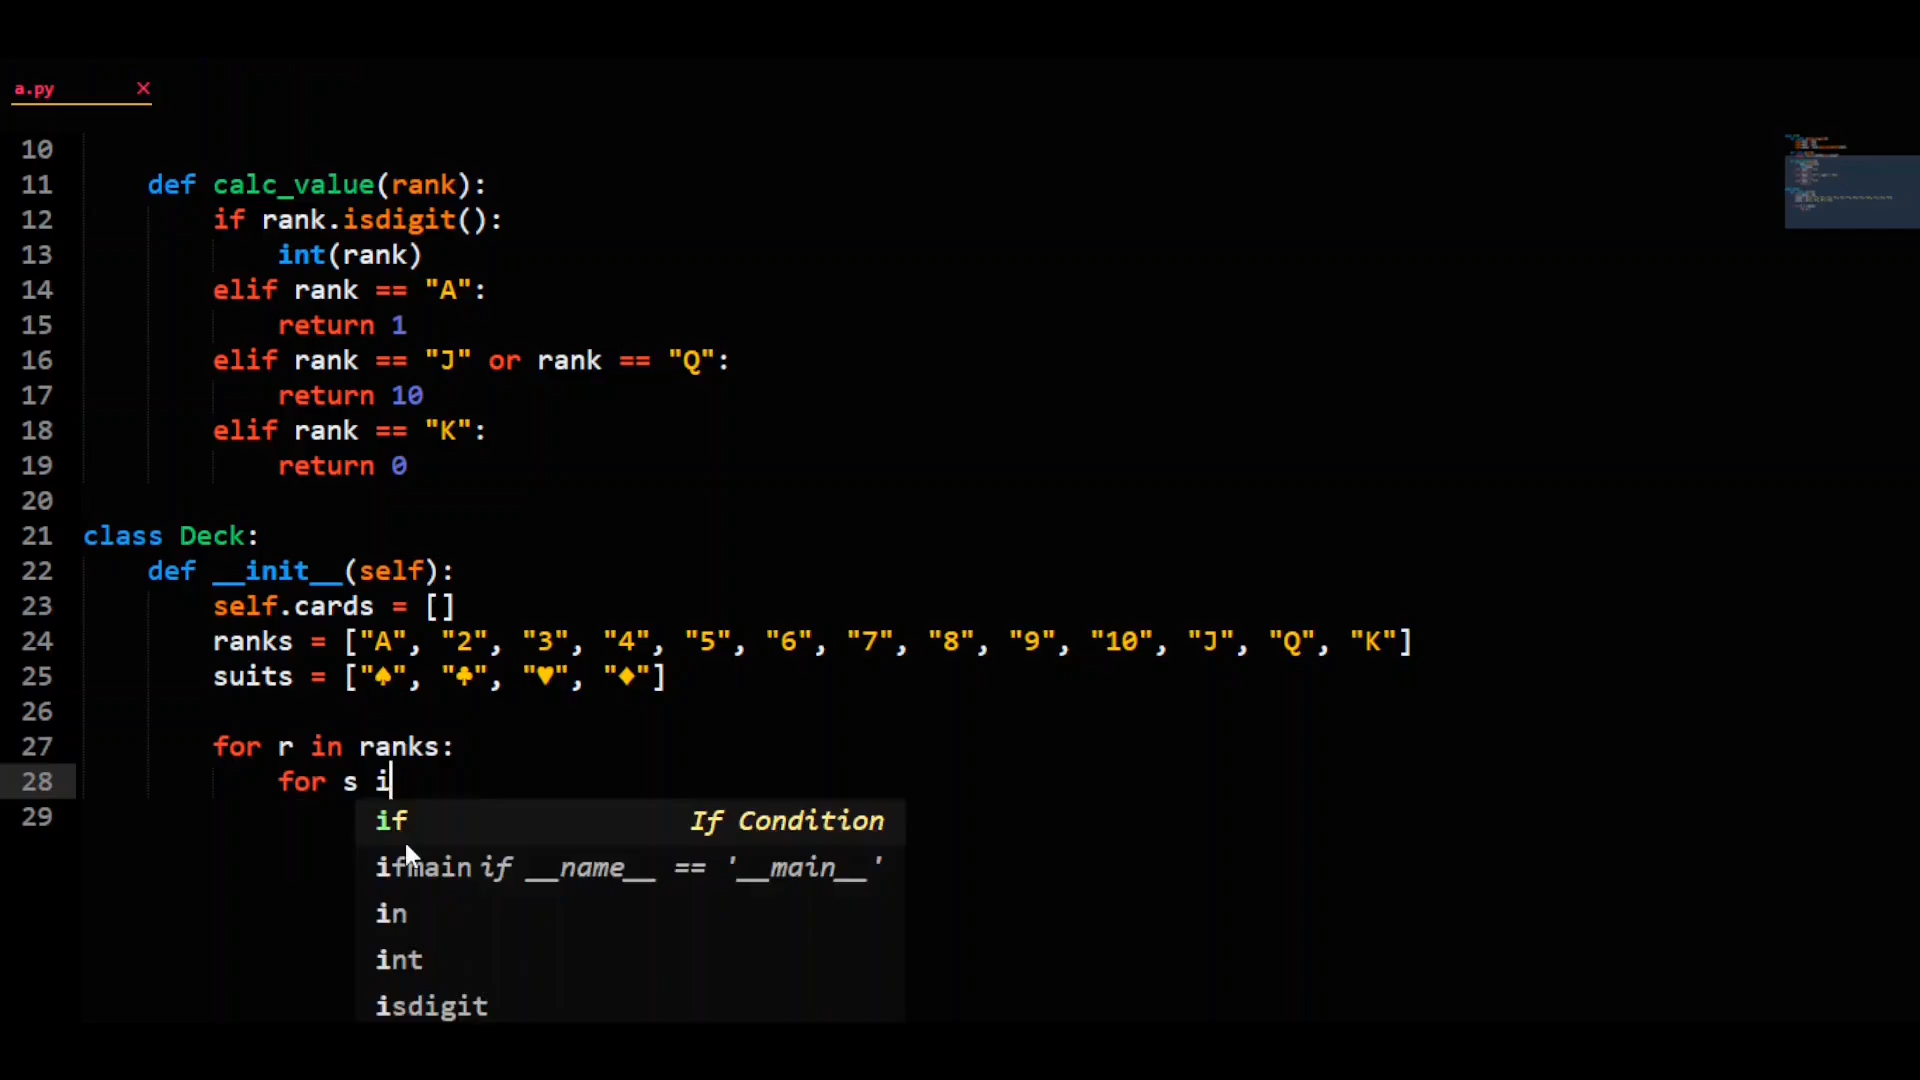 a.py ×
10
11 def calc_value(rank):
12 if rank.isdigit():
13 int(rank)
14 elif rank == "A":
15 return 1
16 elif rank == "J" or rank == "Q":
17 return 10
18 elif rank == "K":
19 return 0
20
21 class Deck:
22 def __init__(self):
23 self.cards = []
24 ranks = ["A", "2", "3", "4", "5", "6", "7", "8", "9", "10", "J", "Q", "K"]
25 suits = ["♠", "♣", "♥", "♦"]
26
27 for r in ranks:
28 for s i
29
if If Condition
ifmain if __name__ == '__main__'
in
int
isdigit